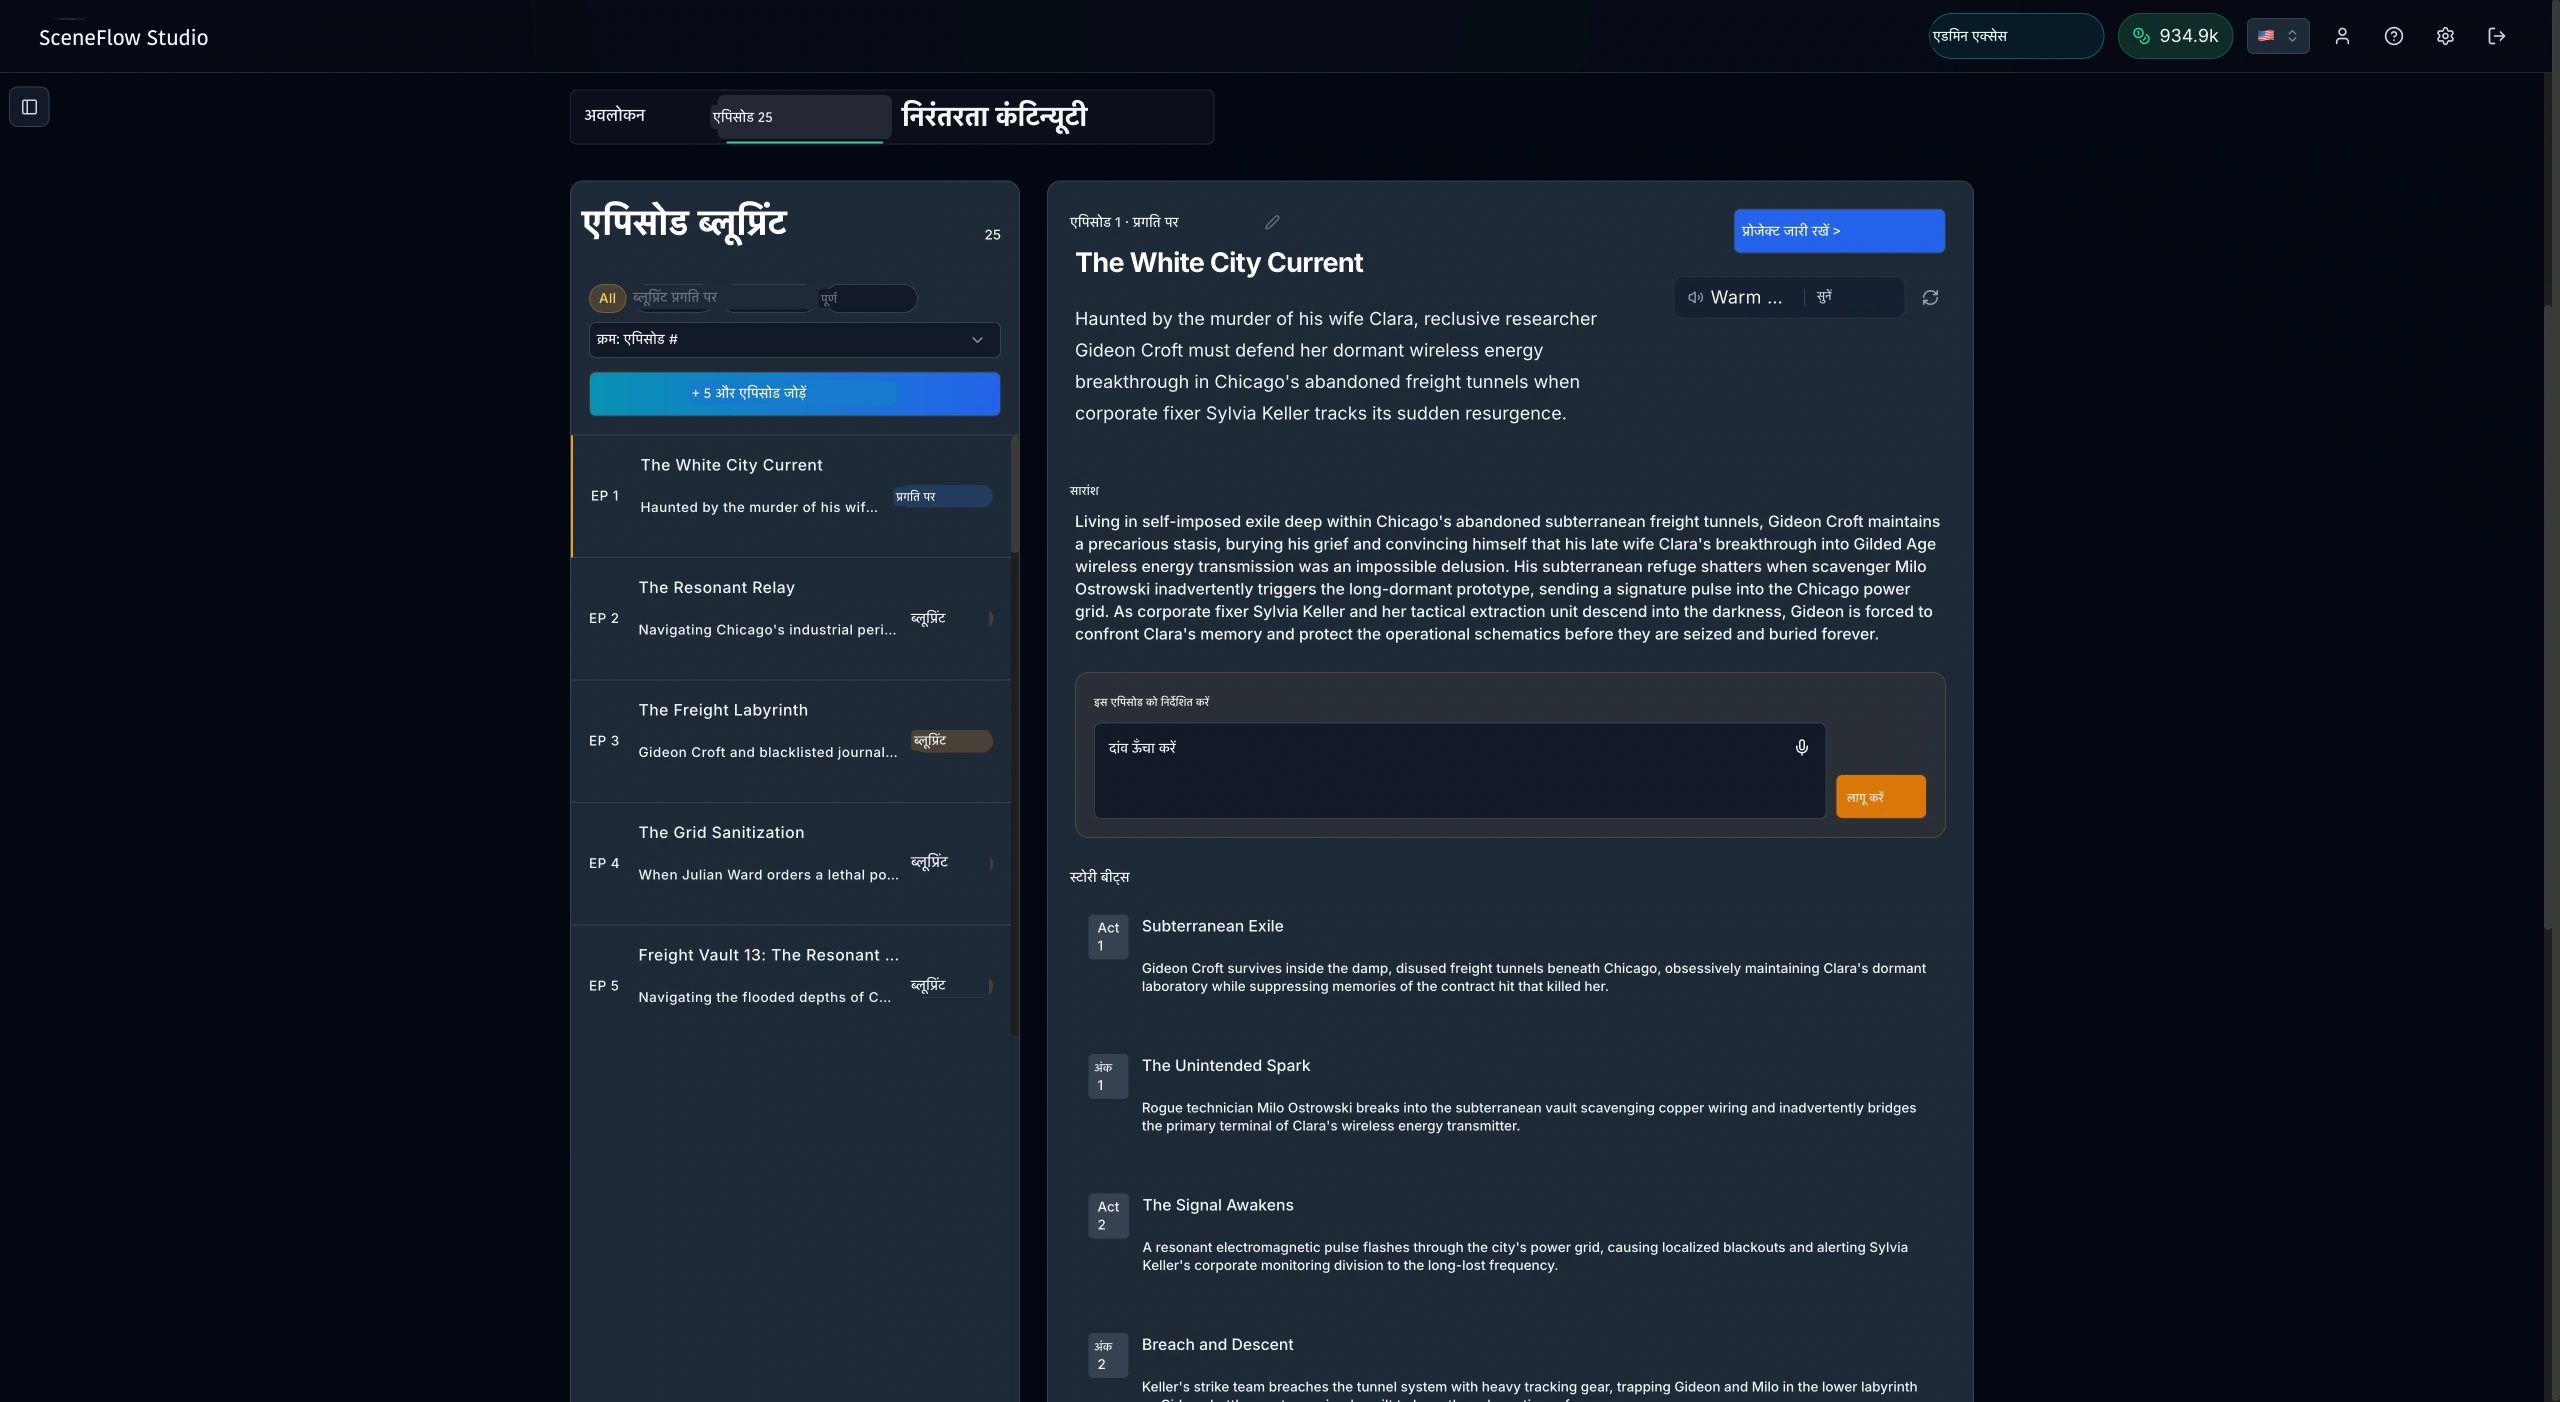 SceneFlow Studio
एडमिन एक्सेस
934.9k
अवलोकन
एपिसोड 25
निरंतरता कंटिन्यूटी
एपिसोड ब्लूप्रिंट
25
All ब्लूप्रिंट प्रगति पर पूर्ण
क्रम: एपिसोड #
+ 5 और एपिसोड जोड़ें
The White City Current
EP 1
Haunted by the murder of his wif...
प्रगति पर
The Resonant Relay
EP 2
Navigating Chicago's industrial peri...
ब्लूप्रिंट
The Freight Labyrinth
EP 3
Gideon Croft and blacklisted journal...
ब्लूप्रिंट
The Grid Sanitization
EP 4
When Julian Ward orders a lethal po...
ब्लूप्रिंट
Freight Vault 13: The Resonant ...
EP 5
Navigating the flooded depths of C...
ब्लूप्रिंट
एपिसोड 1 · प्रगति पर
प्रोजेक्ट जारी रखें >
The White City Current
Warm ...
सुनें
Haunted by the murder of his wife Clara, reclusive researcher
Gideon Croft must defend her dormant wireless energy
breakthrough in Chicago's abandoned freight tunnels when
corporate fixer Sylvia Keller tracks its sudden resurgence.
सारांश
Living in self-imposed exile deep within Chicago's abandoned subterranean freight tunnels, Gideon Croft maintains
a precarious stasis, burying his grief and convincing himself that his late wife Clara's breakthrough into Gilded Age
wireless energy transmission was an impossible delusion. His subterranean refuge shatters when scavenger Milo
Ostrowski inadvertently triggers the long-dormant prototype, sending a signature pulse into the Chicago power
grid. As corporate fixer Sylvia Keller and her tactical extraction unit descend into the darkness, Gideon is forced to
confront Clara's memory and protect the operational schematics before they are seized and buried forever.
इस एपिसोड को निर्देशित करें
दांव ऊँचा करें
लागू करें
स्टोरी बीट्स
Act
1
Subterranean Exile
Gideon Croft survives inside the damp, disused freight tunnels beneath Chicago, obsessively maintaining Clara's dormant
laboratory while suppressing memories of the contract hit that killed her.
अंक
1
The Unintended Spark
Rogue technician Milo Ostrowski breaks into the subterranean vault scavenging copper wiring and inadvertently bridges
the primary terminal of Clara's wireless energy transmitter.
Act
2
The Signal Awakens
A resonant electromagnetic pulse flashes through the city's power grid, causing localized blackouts and alerting Sylvia
Keller's corporate monitoring division to the long-lost frequency.
अंक
2
Breach and Descent
Keller's strike team breaches the tunnel system with heavy tracking gear, trapping Gideon and Milo in the lower labyrinth